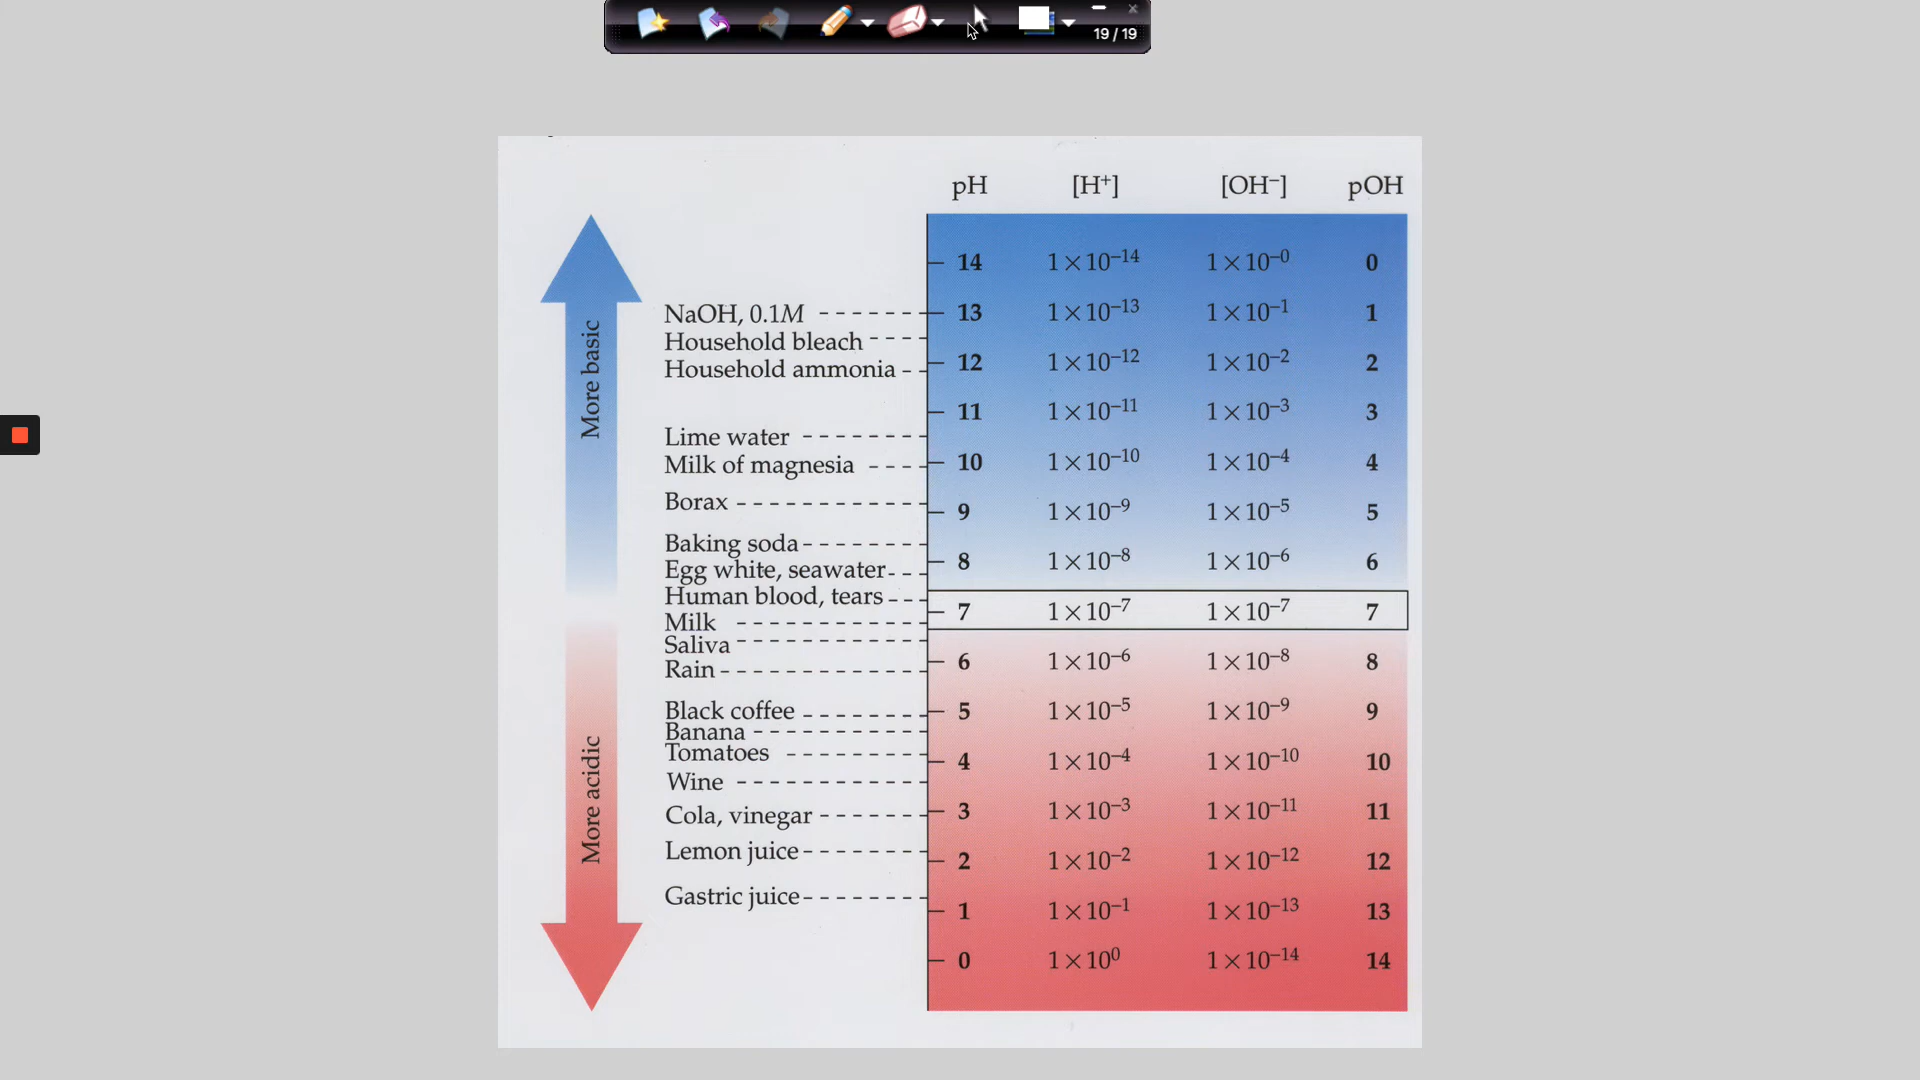 19 / 19
pH [H⁺] [OH⁻] pOH
14 1×10⁻¹⁴ 1×10⁻⁰ 0
NaOH, 0.1M 13 1×10⁻¹³ 1×10⁻¹ 1
Household bleach
Household ammonia 12 1×10⁻¹² 1×10⁻² 2
More basic
11 1×10⁻¹¹ 1×10⁻³ 3
Lime water
Milk of magnesia 10 1×10⁻¹⁰ 1×10⁻⁴ 4
Borax 9 1×10⁻⁹ 1×10⁻⁵ 5
Baking soda
Egg white, seawater 8 1×10⁻⁸ 1×10⁻⁶ 6
Human blood, tears
7 1×10⁻⁷ 1×10⁻⁷ 7
Milk
Saliva
Rain 6 1×10⁻⁶ 1×10⁻⁸ 8
Black coffee 5 1×10⁻⁵ 1×10⁻⁹ 9
Banana
Tomatoes 4 1×10⁻⁴ 1×10⁻¹⁰ 10
Wine
More acidic
Cola, vinegar 3 1×10⁻³ 1×10⁻¹¹ 11
Lemon juice 2 1×10⁻² 1×10⁻¹² 12
Gastric juice 1 1×10⁻¹ 1×10⁻¹³ 13
0 1×10⁰ 1×10⁻¹⁴ 14